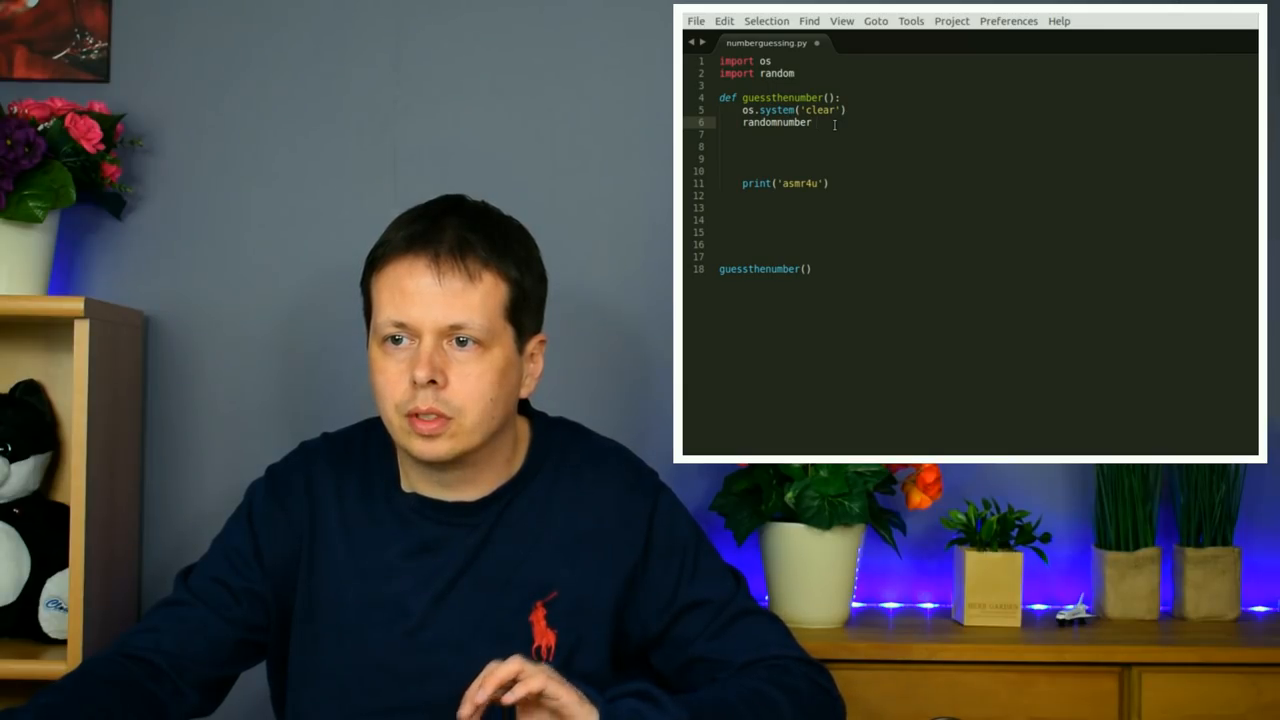 File Edit Selection Find View Goto Tools Project Preferences Help
numberguessing.py
1 import os
2 import random
3
4 def guessthenumber():
5 os.system('clear')
6 randomnumber
7
8
9
10
11 print('asmr4u')
12
13
14
15
16
17
18 guessthenumber()
HERB GARDEN